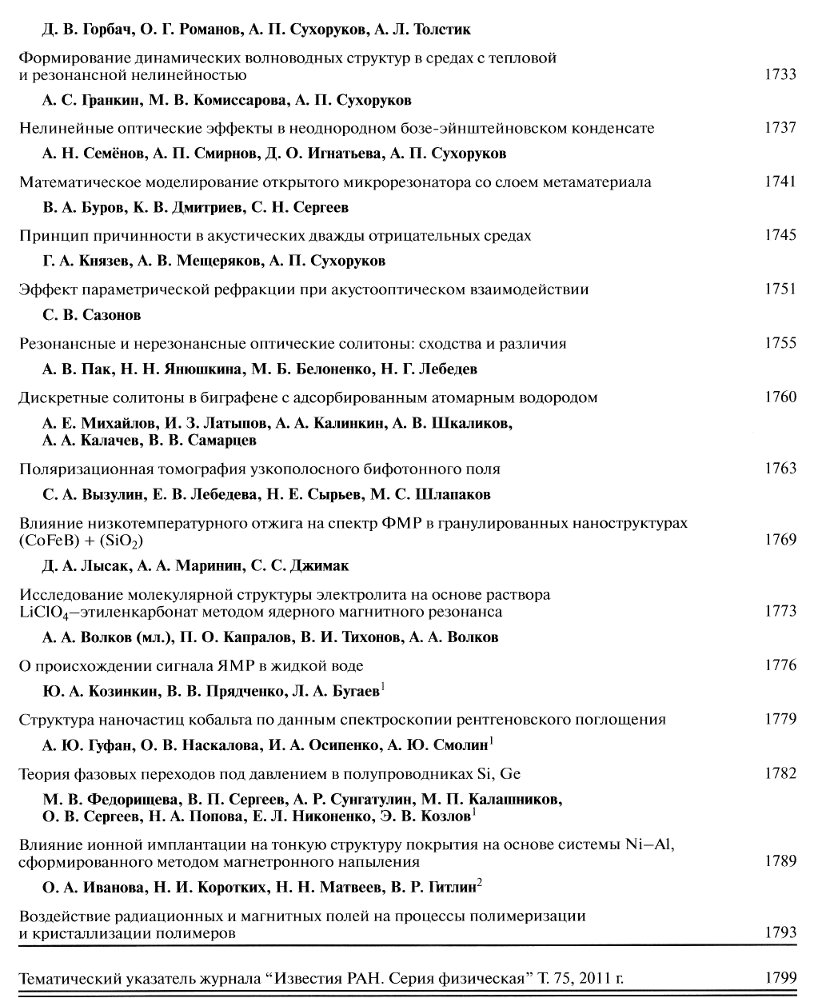 Д. В. Горбач, О. Г. Романов, А. П. Сухоруков, А. Л. Толстик
Формирование динамических волноводных структур в средах с тепловой
и резонансной нелинейностью 1733
А. С. Гранкин, М. В. Комиссарова, А. П. Сухоруков
Нелинейные оптические эффекты в неоднородном бозе-эйнштейновском конденсате 1737
А. Н. Семёнов, А. П. Смирнов, Д. О. Игнатьева, А. П. Сухоруков
Математическое моделирование открытого микрорезонатора со слоем метаматериала 1741
В. А. Буров, К. В. Дмитриев, С. Н. Сергеев
Принцип причинности в акустических дважды отрицательных средах 1745
Г. А. Князев, А. В. Мещеряков, А. П. Сухоруков
Эффект параметрической рефракции при акустооптическом взаимодействии 1751
С. В. Сазонов
Резонансные и нерезонансные оптические солитоны: сходства и различия 1755
А. В. Пак, Н. Н. Янюшкина, М. Б. Белоненко, Н. Г. Лебедев
Дискретные солитоны в биграфене с адсорбированным атомарным водородом 1760
А. Е. Михайлов, И. З. Латыпов, А. А. Калинкин, А. В. Шкаликов,
А. А. Калачев, В. В. Самарцев
Поляризационная томография узкополосного бифотонного поля 1763
С. А. Вызулин, Е. В. Лебедева, Н. Е. Сырьев, М. С. Шлапаков
Влияние низкотемпературного отжига на спектр ФМР в гранулированных наноструктурах
(CoFeB) + (SiO₂) 1769
Д. А. Лысак, А. А. Маринин, С. С. Джимак
Исследование молекулярной структуры электролита на основе раствора
LiClO₄–этиленкарбонат методом ядерного магнитного резонанса 1773
А. А. Волков (мл.), П. О. Капралов, В. И. Тихонов, А. А. Волков
О происхождении сигнала ЯМР в жидкой воде 1776
Ю. А. Козинкин, В. В. Прядченко, Л. А. Бугаев¹
Структура наночастиц кобальта по данным спектроскопии рентгеновского поглощения 1779
А. Ю. Гуфан, О. В. Наскалова, И. А. Осипенко, А. Ю. Смолин¹
Теория фазовых переходов под давлением в полупроводниках Si, Ge 1782
М. В. Федорищева, В. П. Сергеев, А. Р. Сунгатулин, М. П. Калашников,
О. В. Сергеев, Н. А. Попова, Е. Л. Никоненко, Э. В. Козлов¹
Влияние ионной имплантации на тонкую структуру покрытия на основе системы Ni–Al,
сформированного методом магнетронного напыления 1789
О. А. Иванова, Н. И. Коротких, Н. Н. Матвеев, В. Р. Гитлин²
Воздействие радиационных и магнитных полей на процессы полимеризации
и кристаллизации полимеров 1793
Тематический указатель журнала “Известия РАН. Серия физическая” Т. 75, 2011 г. 1799